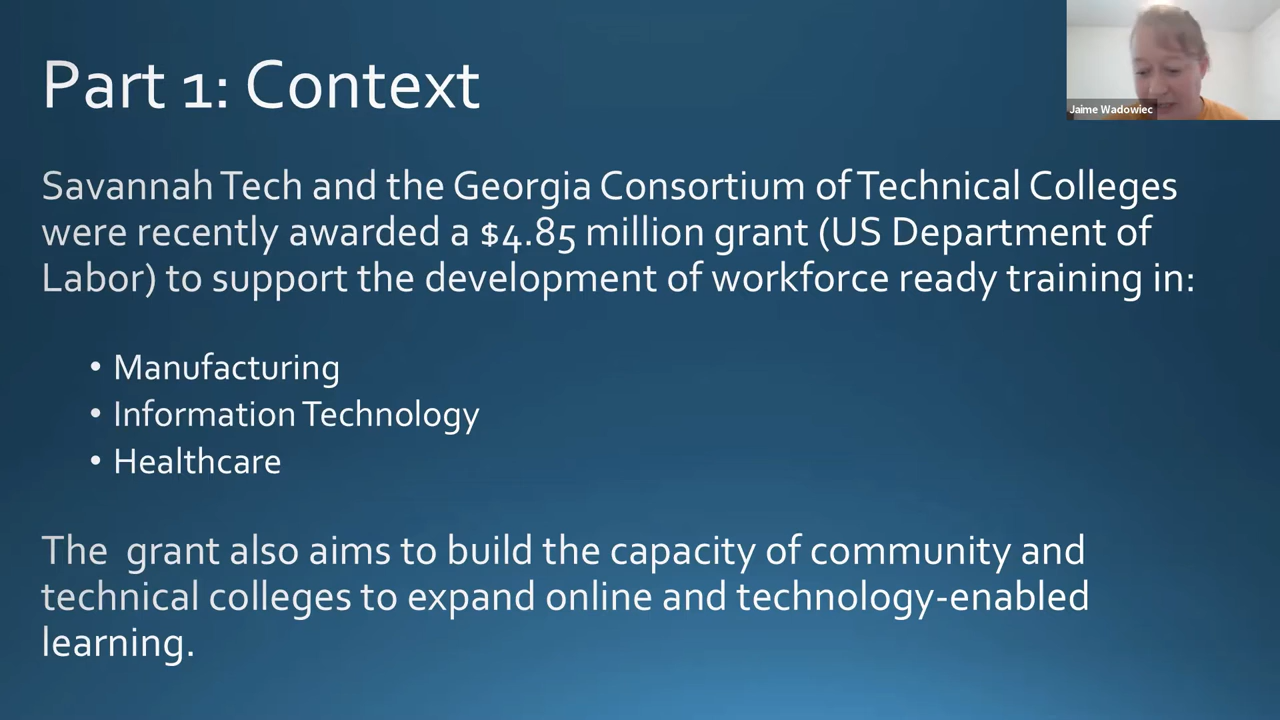 Part 1: Context
Jaime Wadowiec
Savannah Tech and the Georgia Consortium of Technical Colleges
were recently awarded a $4.85 million grant (US Department of
Labor) to support the development of workforce ready training in:
• Manufacturing
• Information Technology
• Healthcare
The grant also aims to build the capacity of community and
technical colleges to expand online and technology-enabled
learning.